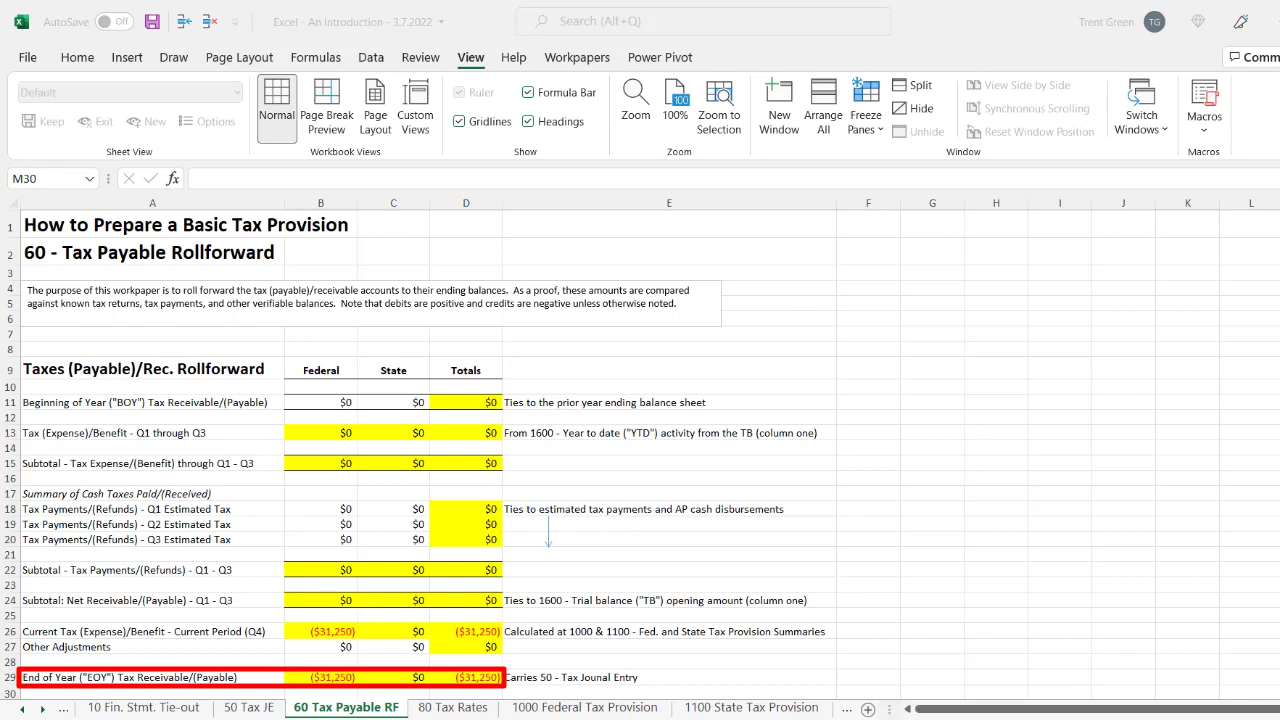 AutoSave Off Excel - An Introduction - 3.7.2022 Search (Alt+Q) Trent Green TG
File Home Insert Draw Page Layout Formulas Data Review View Help Workpapers Power Pivot Comm
Default
Keep Exit New Options
Sheet View
Normal Page Break Preview Page Layout Custom Views
Workbook Views
Ruler Formula Bar
Gridlines Headings
Show
Zoom 100% Zoom to Selection
Zoom
New Window Arrange All Freeze Panes
Split View Side by Side
Hide Synchronous Scrolling
Unhide Reset Window Position
Switch Windows
Window
Macros
Macros
M30 fx
A B C D E F G H I J K L
1 How to Prepare a Basic Tax Provision
2 60 - Tax Payable Rollforward
3
4 The purpose of this workpaper is to roll forward the tax (payable)/receivable accounts to their ending balances. As a proof, these amounts are compared
5 against known tax returns, tax payments, and other verifiable balances. Note that debits are positive and credits are negative unless otherwise noted.
6
7
8
9 Taxes (Payable)/Rec. Rollforward Federal State Totals
10
11 Beginning of Year ("BOY") Tax Receivable/(Payable) $0 $0 $0 Ties to the prior year ending balance sheet
12
13 Tax (Expense)/Benefit - Q1 through Q3 $0 $0 $0 From 1600 - Year to date ("YTD") activity from the TB (column one)
14
15 Subtotal - Tax Expense/(Benefit) through Q1 - Q3 $0 $0 $0
16
17 Summary of Cash Taxes Paid/(Received)
18 Tax Payments/(Refunds) - Q1 Estimated Tax $0 $0 $0 Ties to estimated tax payments and AP cash disbursements
19 Tax Payments/(Refunds) - Q2 Estimated Tax $0 $0 $0
20 Tax Payments/(Refunds) - Q3 Estimated Tax $0 $0 $0
21
22 Subtotal - Tax Payments/(Refunds) - Q1 - Q3 $0 $0 $0
23
24 Subtotal: Net Receivable/(Payable) - Q1 - Q3 $0 $0 $0 Ties to 1600 - Trial balance ("TB") opening amount (column one)
25
26 Current Tax (Expense)/Benefit - Current Period (Q4) ($31,250) $0 ($31,250) Calculated at 1000 & 1100 - Fed. and State Tax Provision Summaries
27 Other Adjustments $0 $0 $0
28
29 End of Year ("EOY") Tax Receivable/(Payable) ($31,250) $0 ($31,250) Carries 50 - Tax Jounal Entry
30
... 10 Fin. Stmt. Tie-out 50 Tax JE 60 Tax Payable RF 80 Tax Rates 1000 Federal Tax Provision 1100 State Tax Provision ...